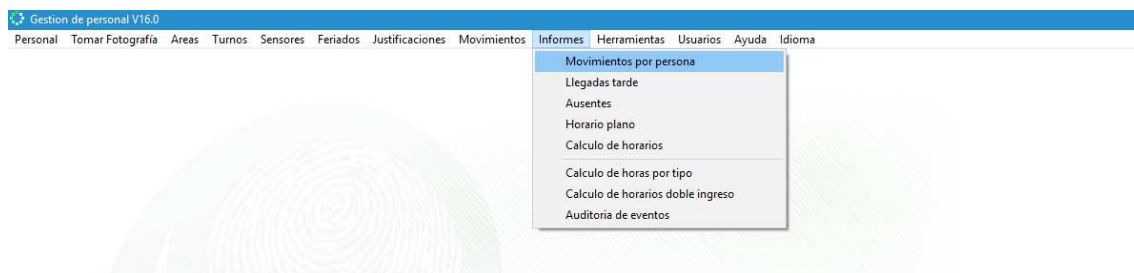 Gestion de personal V16.0
Personal Tomar Fotografía Areas Turnos Sensores Feriados Justificaciones Movimientos Informes Herramientas Usuarios Ayuda Idioma
Movimientos por persona
Llegadas tarde
Ausentes
Horario plano
Calculo de horarios
Calculo de horas por tipo
Calculo de horarios doble ingreso
Auditoria de eventos